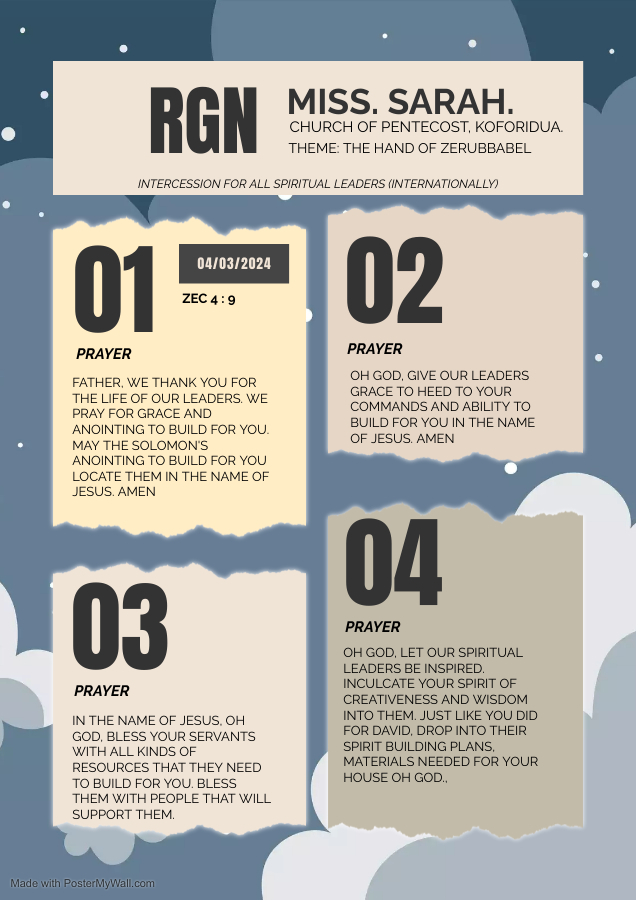 RGN
MISS. SARAH.
CHURCH OF PENTECOST, KOFORIDUA.
THEME: THE HAND OF ZERUBBABEL
INTERCESSION FOR ALL SPIRITUAL LEADERS (INTERNATIONALLY)
01
04/03/2024
ZEC 4 : 9
PRAYER
FATHER, WE THANK YOU FOR
THE LIFE OF OUR LEADERS. WE
PRAY FOR GRACE AND
ANOINTING TO BUILD FOR YOU.
MAY THE SOLOMON'S
ANOINTING TO BUILD FOR YOU
LOCATE THEM IN THE NAME OF
JESUS. AMEN
02
PRAYER
OH GOD, GIVE OUR LEADERS
GRACE TO HEED TO YOUR
COMMANDS AND ABILITY TO
BUILD FOR YOU IN THE NAME
OF JESUS. AMEN
03
PRAYER
IN THE NAME OF JESUS, OH
GOD, BLESS YOUR SERVANTS
WITH ALL KINDS OF
RESOURCES THAT THEY NEED
TO BUILD FOR YOU. BLESS
THEM WITH PEOPLE THAT WILL
SUPPORT THEM.
04
PRAYER
OH GOD, LET OUR SPIRITUAL
LEADERS BE INSPIRED.
INCULCATE YOUR SPIRIT OF
CREATIVENESS AND WISDOM
INTO THEM. JUST LIKE YOU DID
FOR DAVID, DROP INTO THEIR
SPIRIT BUILDING PLANS,
MATERIALS NEEDED FOR YOUR
HOUSE OH GOD.,
Made with PosterMyWall.com